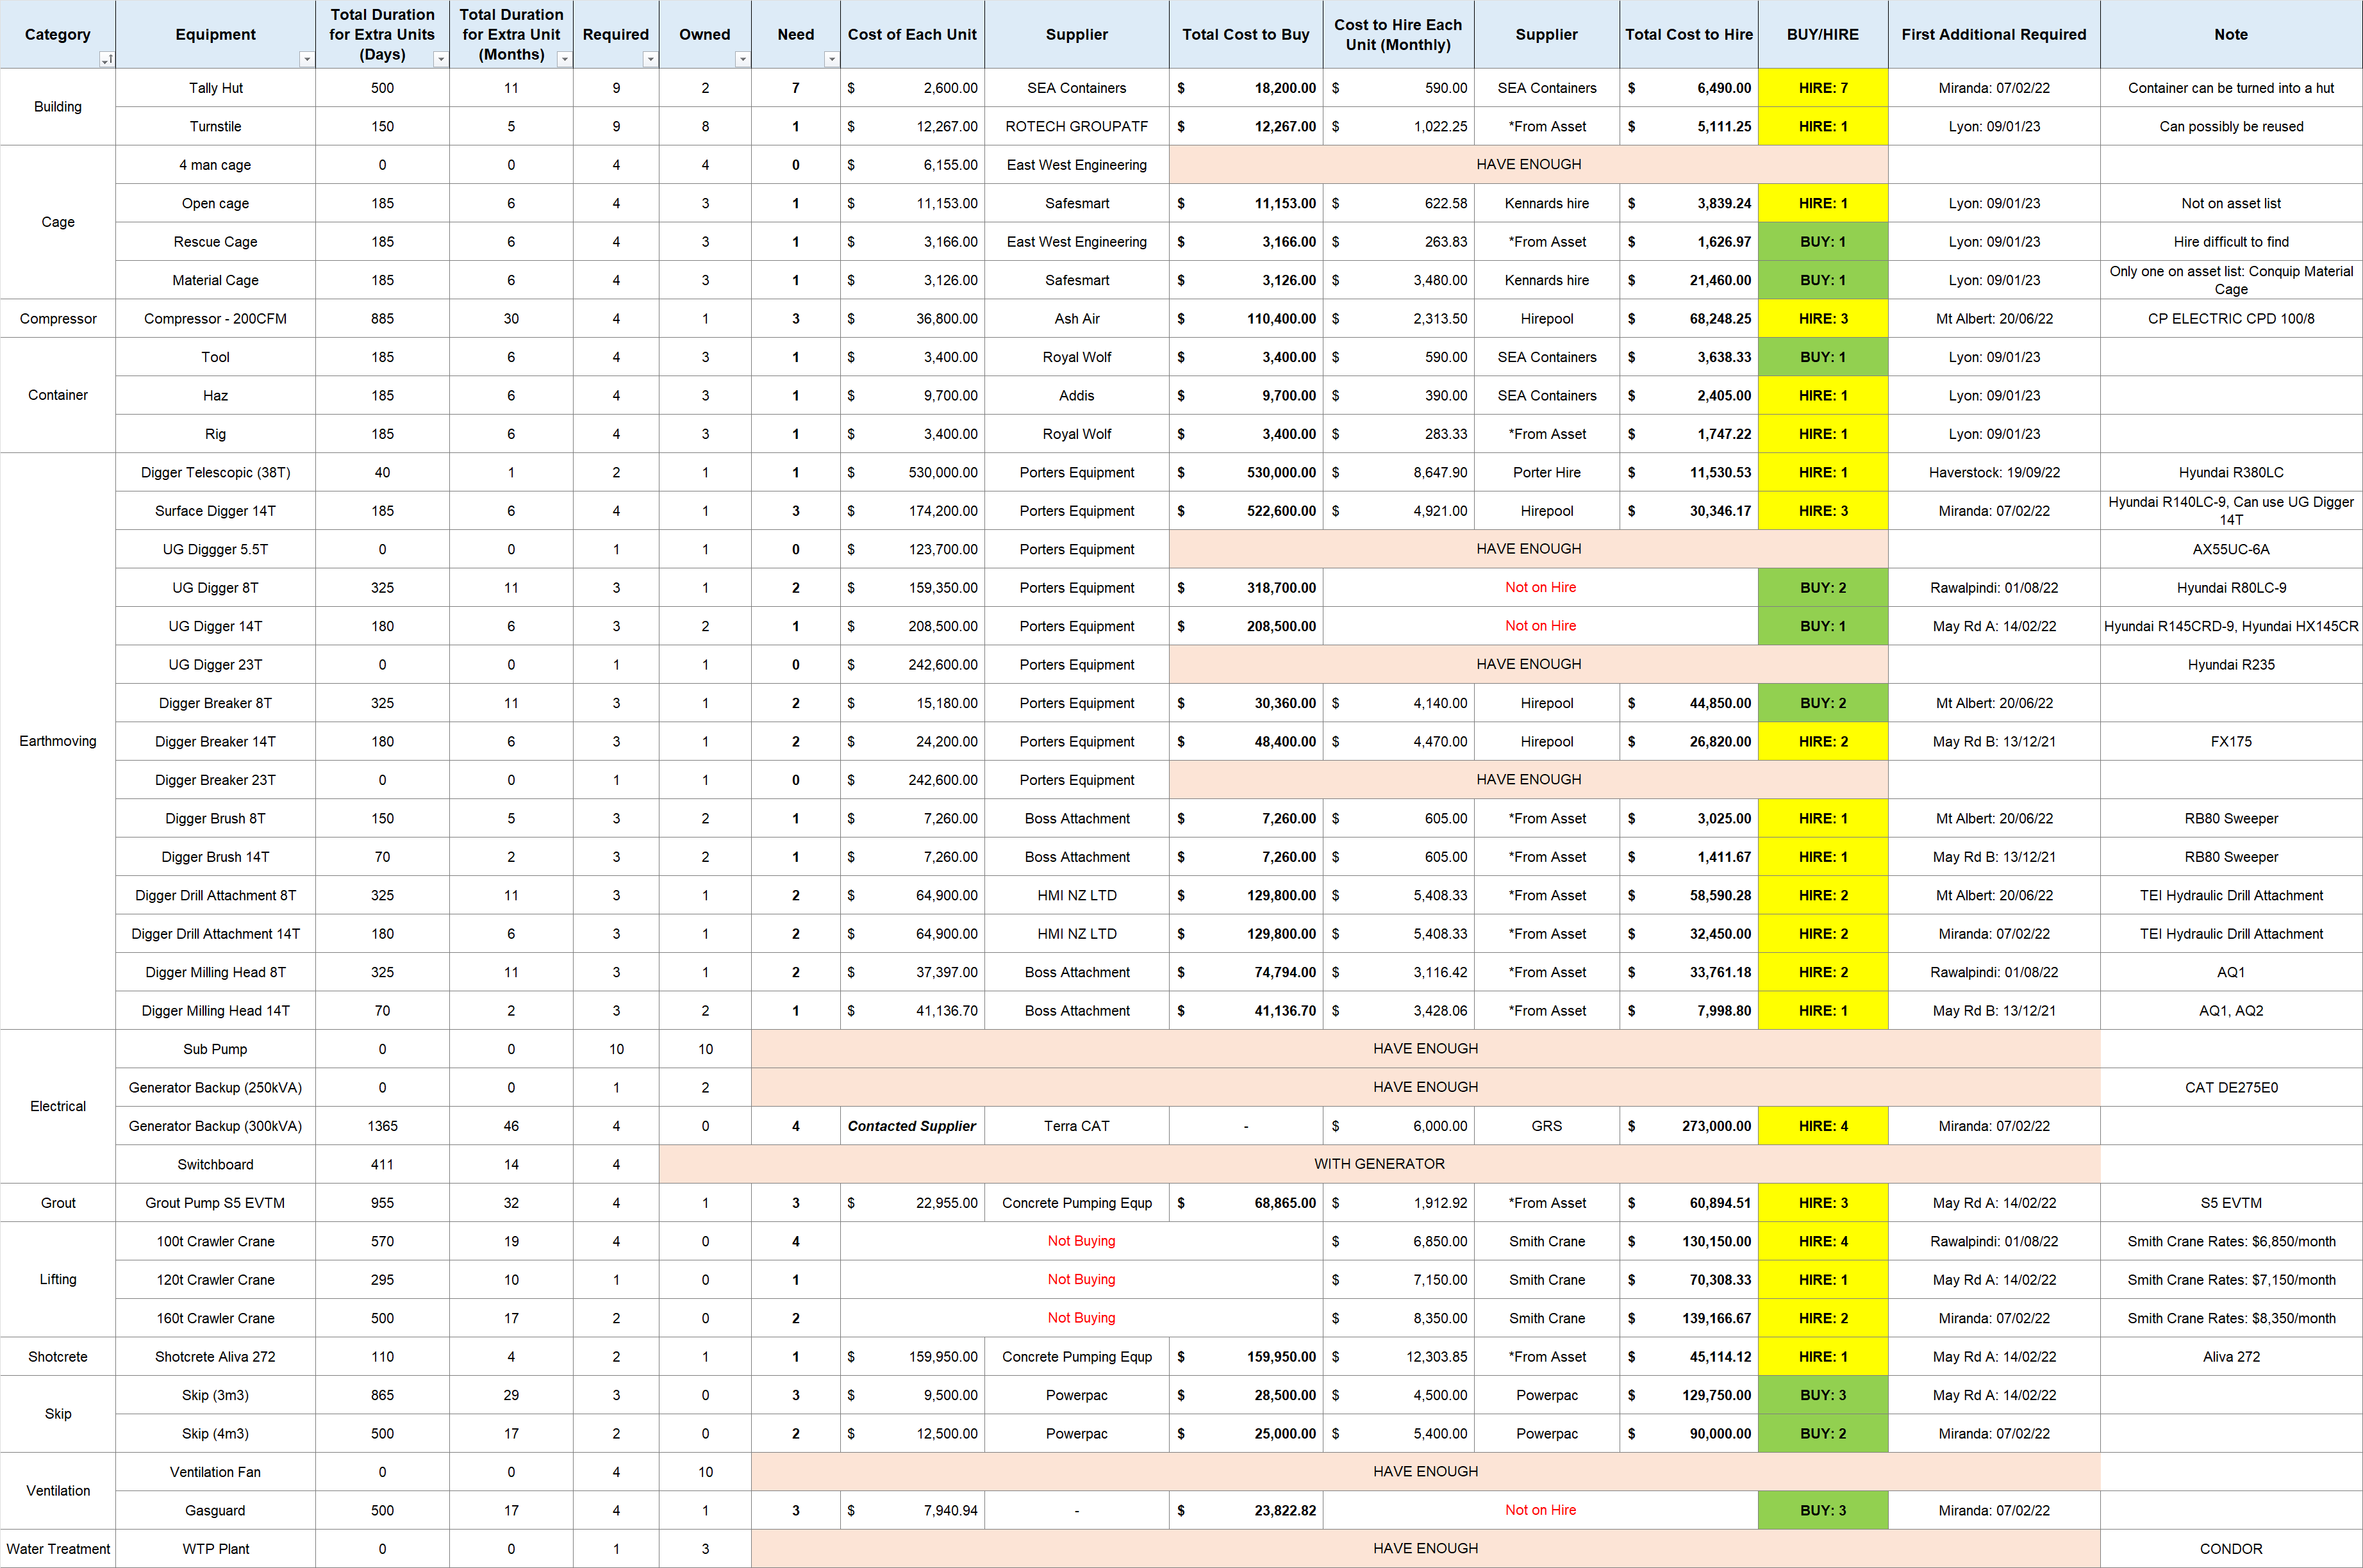 Category Equipment Total Duration for Extra Units (Days) Total Duration for Extra Unit (Months) Required Owned Need Cost of Each Unit Supplier Total Cost to Buy Cost to Hire Each Unit (Monthly) Supplier Total Cost to Hire BUY/HIRE First Additional Required Note
Building Tally Hut 500 11 9 2 7 $ 2,600.00 SEA Containers $ 18,200.00 $ 590.00 SEA Containers $ 6,490.00 HIRE: 7 Miranda: 07/02/22 Container can be turned into a hut
Turnstile 150 5 9 8 1 $ 12,267.00 ROTECH GROUPATF $ 12,267.00 $ 1,022.25 *From Asset $ 5,111.25 HIRE: 1 Lyon: 09/01/23 Can possibly be reused
Cage 4 man cage 0 0 4 4 0 $ 6,155.00 East West Engineering HAVE ENOUGH
Open cage 185 6 4 3 1 $ 11,153.00 Safesmart $ 11,153.00 $ 622.58 Kennards hire $ 3,839.24 HIRE: 1 Lyon: 09/01/23 Not on asset list
Rescue Cage 185 6 4 3 1 $ 3,166.00 East West Engineering $ 3,166.00 $ 263.83 *From Asset $ 1,626.97 BUY: 1 Lyon: 09/01/23 Hire difficult to find
Material Cage 185 6 4 3 1 $ 3,126.00 Safesmart $ 3,126.00 $ 3,480.00 Kennards hire $ 21,460.00 BUY: 1 Lyon: 09/01/23 Only one on asset list: Conquip Material Cage
Compressor Compressor - 200CFM 885 30 4 1 3 $ 36,800.00 Ash Air $ 110,400.00 $ 2,313.50 Hirepool $ 68,248.25 HIRE: 3 Mt Albert: 20/06/22 CP ELECTRIC CPD 100/8
Container Tool 185 6 4 3 1 $ 3,400.00 Royal Wolf $ 3,400.00 $ 590.00 SEA Containers $ 3,638.33 BUY: 1 Lyon: 09/01/23
Haz 185 6 4 3 1 $ 9,700.00 Addis $ 9,700.00 $ 390.00 SEA Containers $ 2,405.00 HIRE: 1 Lyon: 09/01/23
Rig 185 6 4 3 1 $ 3,400.00 Royal Wolf $ 3,400.00 $ 283.33 *From Asset $ 1,747.22 HIRE: 1 Lyon: 09/01/23
Earthmoving Digger Telescopic (38T) 40 1 2 1 1 $ 530,000.00 Porters Equipment $ 530,000.00 $ 8,647.90 Porter Hire $ 11,530.53 HIRE: 1 Haverstock: 19/09/22 Hyundai R380LC
Surface Digger 14T 185 6 4 1 3 $ 174,200.00 Porters Equipment $ 522,600.00 $ 4,921.00 Hirepool $ 30,346.17 HIRE: 3 Miranda: 07/02/22 Hyundai R140LC-9, Can use UG Digger 14T
UG Diggger 5.5T 0 0 1 1 0 $ 123,700.00 Porters Equipment HAVE ENOUGH AX55UC-6A
UG Digger 8T 325 11 3 1 2 $ 159,350.00 Porters Equipment $ 318,700.00 Not on Hire BUY: 2 Rawalpindi: 01/08/22 Hyundai R80LC-9
UG Digger 14T 180 6 3 2 1 $ 208,500.00 Porters Equipment $ 208,500.00 Not on Hire BUY: 1 May Rd A: 14/02/22 Hyundai R145CRD-9, Hyundai HX145CR
UG Digger 23T 0 0 1 1 0 $ 242,600.00 Porters Equipment HAVE ENOUGH Hyundai R235
Digger Breaker 8T 325 11 3 1 2 $ 15,180.00 Porters Equipment $ 30,360.00 $ 4,140.00 Hirepool $ 44,850.00 BUY: 2 Mt Albert: 20/06/22
Digger Breaker 14T 180 6 3 1 2 $ 24,200.00 Porters Equipment $ 48,400.00 $ 4,470.00 Hirepool $ 26,820.00 HIRE: 2 May Rd B: 13/12/21 FX175
Digger Breaker 23T 0 0 1 1 0 $ 242,600.00 Porters Equipment HAVE ENOUGH
Digger Brush 8T 150 5 3 2 1 $ 7,260.00 Boss Attachment $ 7,260.00 $ 605.00 *From Asset $ 3,025.00 HIRE: 1 Mt Albert: 20/06/22 RB80 Sweeper
Digger Brush 14T 70 2 3 2 1 $ 7,260.00 Boss Attachment $ 7,260.00 $ 605.00 *From Asset $ 1,411.67 HIRE: 1 May Rd B: 13/12/21 RB80 Sweeper
Digger Drill Attachment 8T 325 11 3 1 2 $ 64,900.00 HMI NZ LTD $ 129,800.00 $ 5,408.33 *From Asset $ 58,590.28 HIRE: 2 Mt Albert: 20/06/22 TEI Hydraulic Drill Attachment
Digger Drill Attachment 14T 180 6 3 1 2 $ 64,900.00 HMI NZ LTD $ 129,800.00 $ 5,408.33 *From Asset $ 32,450.00 HIRE: 2 Miranda: 07/02/22 TEI Hydraulic Drill Attachment
Digger Milling Head 8T 325 11 3 1 2 $ 37,397.00 Boss Attachment $ 74,794.00 $ 3,116.42 *From Asset $ 33,761.18 HIRE: 2 Rawalpindi: 01/08/22 AQ1
Digger Milling Head 14T 70 2 3 2 1 $ 41,136.70 Boss Attachment $ 41,136.70 $ 3,428.06 *From Asset $ 7,998.80 HIRE: 1 May Rd B: 13/12/21 AQ1, AQ2
Electrical Sub Pump 0 0 10 10 HAVE ENOUGH
Generator Backup (250kVA) 0 0 1 2 HAVE ENOUGH CAT DE275E0
Generator Backup (300kVA) 1365 46 4 0 4 Contacted Supplier Terra CAT - $ 6,000.00 GRS $ 273,000.00 HIRE: 4 Miranda: 07/02/22
Switchboard 411 14 4 WITH GENERATOR
Grout Grout Pump S5 EVTM 955 32 4 1 3 $ 22,955.00 Concrete Pumping Equp $ 68,865.00 $ 1,912.92 *From Asset $ 60,894.51 HIRE: 3 May Rd A: 14/02/22 S5 EVTM
Lifting 100t Crawler Crane 570 19 4 0 4 Not Buying $ 6,850.00 Smith Crane $ 130,150.00 HIRE: 4 Rawalpindi: 01/08/22 Smith Crane Rates: $6,850/month
120t Crawler Crane 295 10 1 0 1 Not Buying $ 7,150.00 Smith Crane $ 70,308.33 HIRE: 1 May Rd A: 14/02/22 Smith Crane Rates: $7,150/month
160t Crawler Crane 500 17 2 0 2 Not Buying $ 8,350.00 Smith Crane $ 139,166.67 HIRE: 2 Miranda: 07/02/22 Smith Crane Rates: $8,350/month
Shotcrete Shotcrete Aliva 272 110 4 2 1 1 $ 159,950.00 Concrete Pumping Equp $ 159,950.00 $ 12,303.85 *From Asset $ 45,114.12 HIRE: 1 May Rd A: 14/02/22 Aliva 272
Skip Skip (3m3) 865 29 3 0 3 $ 9,500.00 Powerpac $ 28,500.00 $ 4,500.00 Powerpac $ 129,750.00 BUY: 3 May Rd A: 14/02/22
Skip (4m3) 500 17 2 0 2 $ 12,500.00 Powerpac $ 25,000.00 $ 5,400.00 Powerpac $ 90,000.00 BUY: 2 Miranda: 07/02/22
Ventilation Ventilation Fan 0 0 4 10 HAVE ENOUGH
Gasguard 500 17 4 1 3 $ 7,940.94 - $ 23,822.82 Not on Hire BUY: 3 Miranda: 07/02/22
Water Treatment WTP Plant 0 0 1 3 HAVE ENOUGH CONDOR